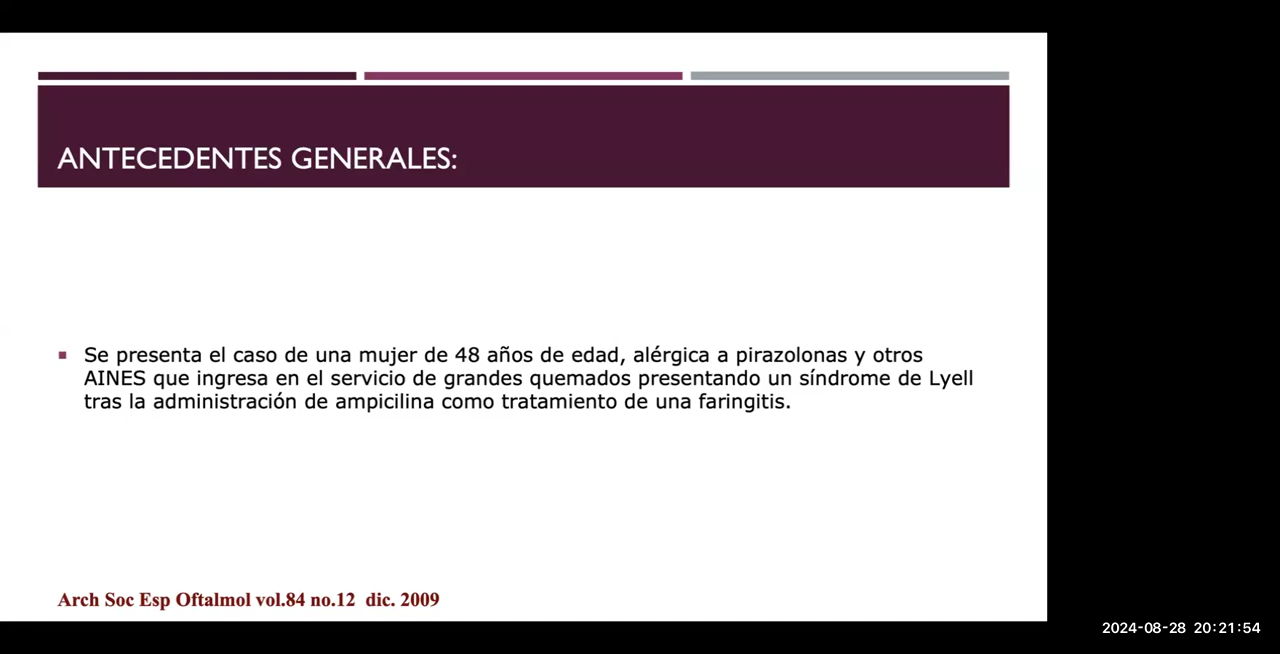 ANTECEDENTES GENERALES:
Se presenta el caso de una mujer de 48 años de edad, alérgica a pirazolonas y otros
AINES que ingresa en el servicio de grandes quemados presentando un síndrome de Lyell
tras la administración de ampicilina como tratamiento de una faringitis.
Arch Soc Esp Oftalmol vol.84 no.12 dic. 2009
2024-08-28 20:21:54